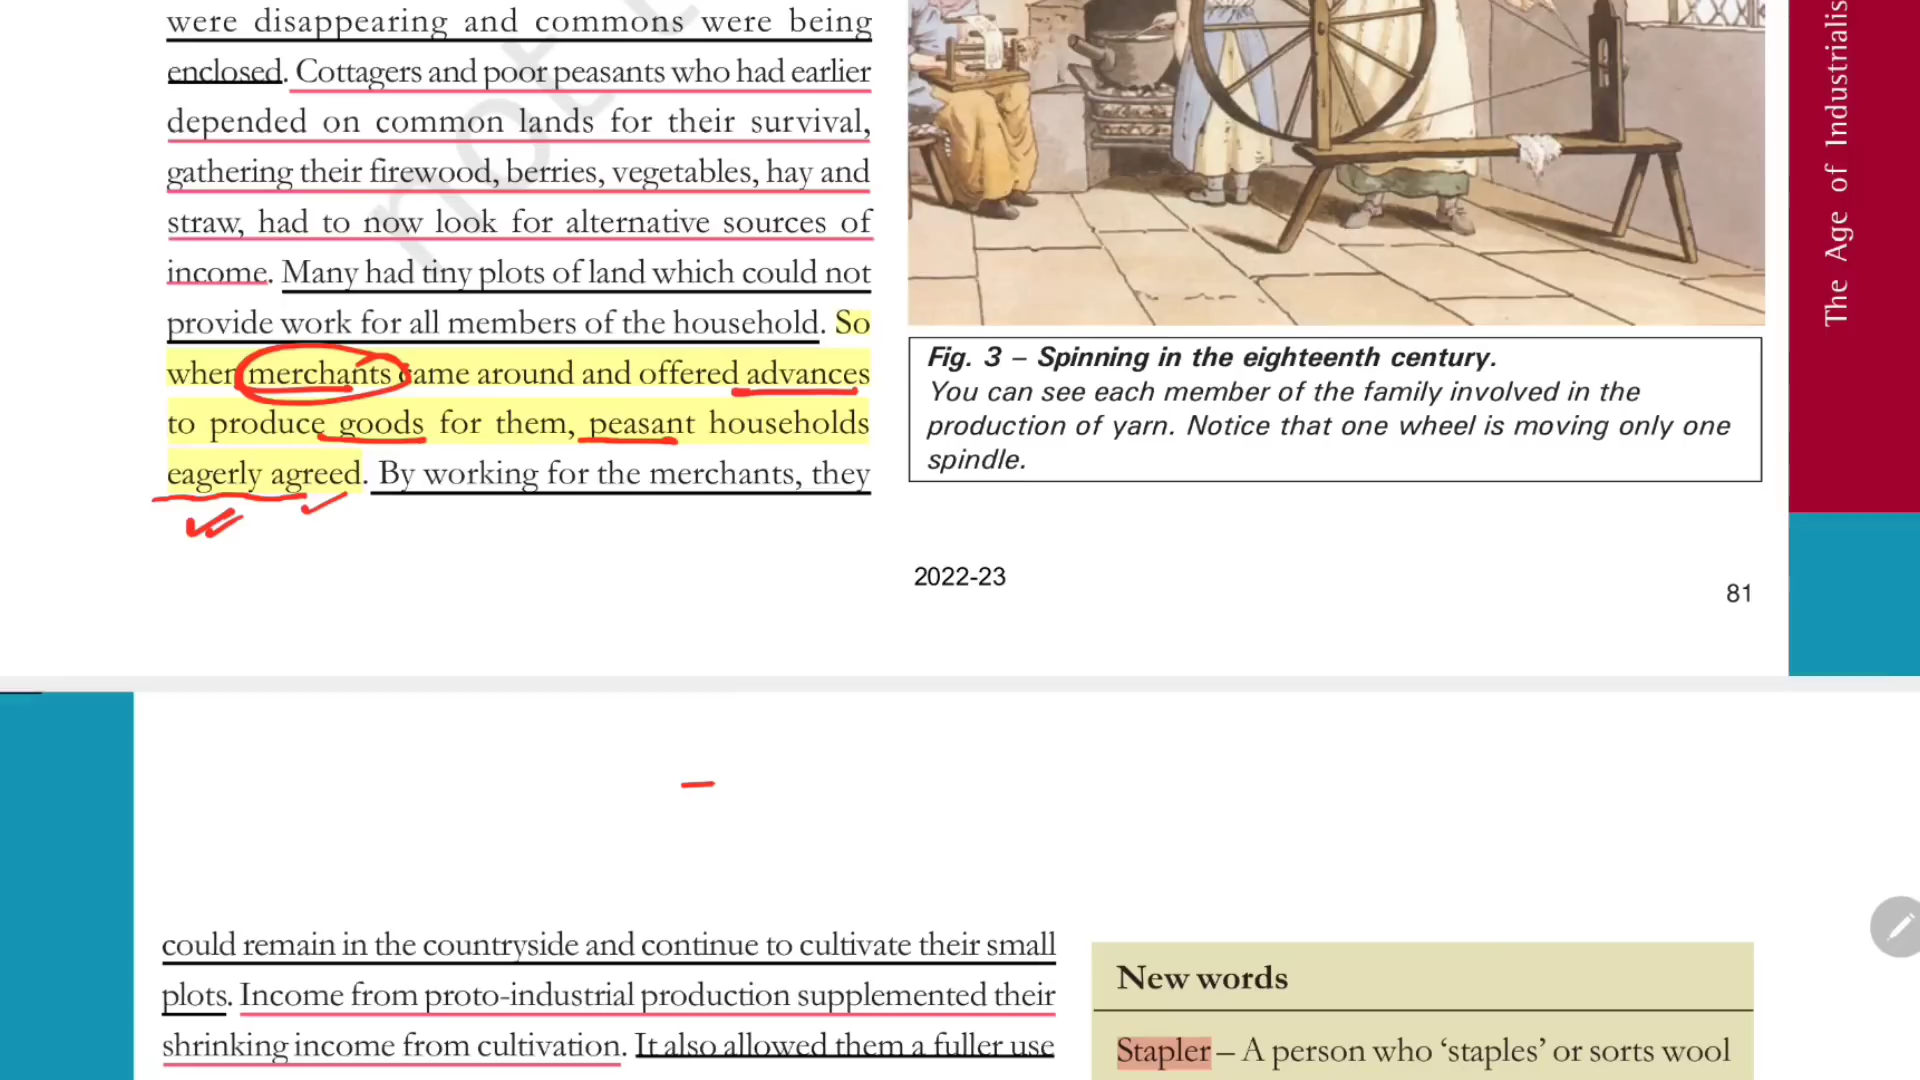 were disappearing and commons were being
enclosed. Cottagers and poor peasants who had earlier
depended on common lands for their survival,
gathering their firewood, berries, vegetables, hay and
straw, had to now look for alternative sources of
income. Many had tiny plots of land which could not
provide work for all members of the household. So
when merchants came around and offered advances
to produce goods for them, peasant households
eagerly agreed. By working for the merchants, they
Fig. 3 – Spinning in the eighteenth century.
You can see each member of the family involved in the
production of yarn. Notice that one wheel is moving only one
spindle.
The Age of Industrialis
2022-23
81
could remain in the countryside and continue to cultivate their small
plots. Income from proto-industrial production supplemented their
shrinking income from cultivation. It also allowed them a fuller use
New words
Stapler – A person who ‘staples’ or sorts wool